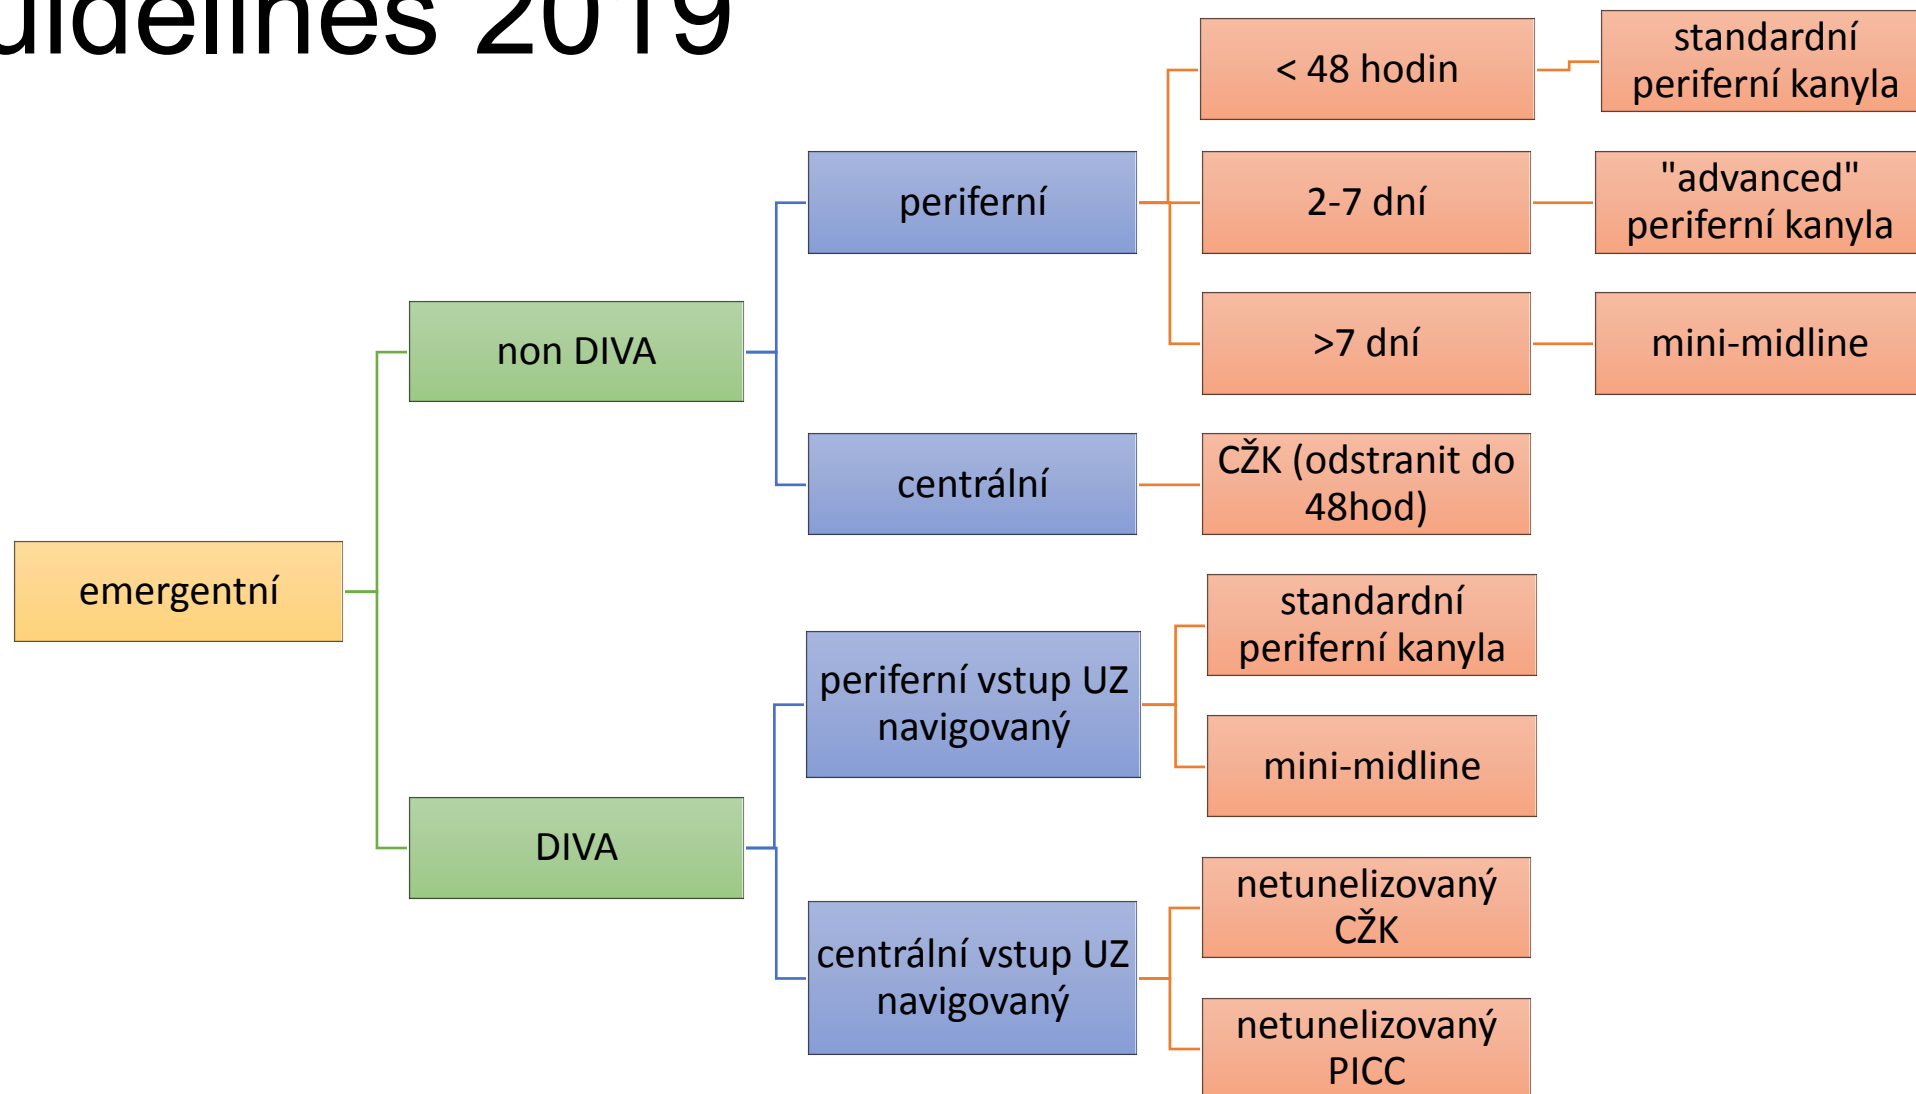 uidelines 2019
emergentní
non DIVA
DIVA
periferní
centrální
periferní vstup UZ
navigovaný
centrální vstup UZ
navigovaný
< 48 hodin
standardní
periferní kanyla
2-7 dní
"advanced"
periferní kanyla
>7 dní
mini-midline
CŽK (odstranit do
48hod)
standardní
periferní kanyla
mini-midline
netunelizovaný
CŽK
netunelizovaný
PICC